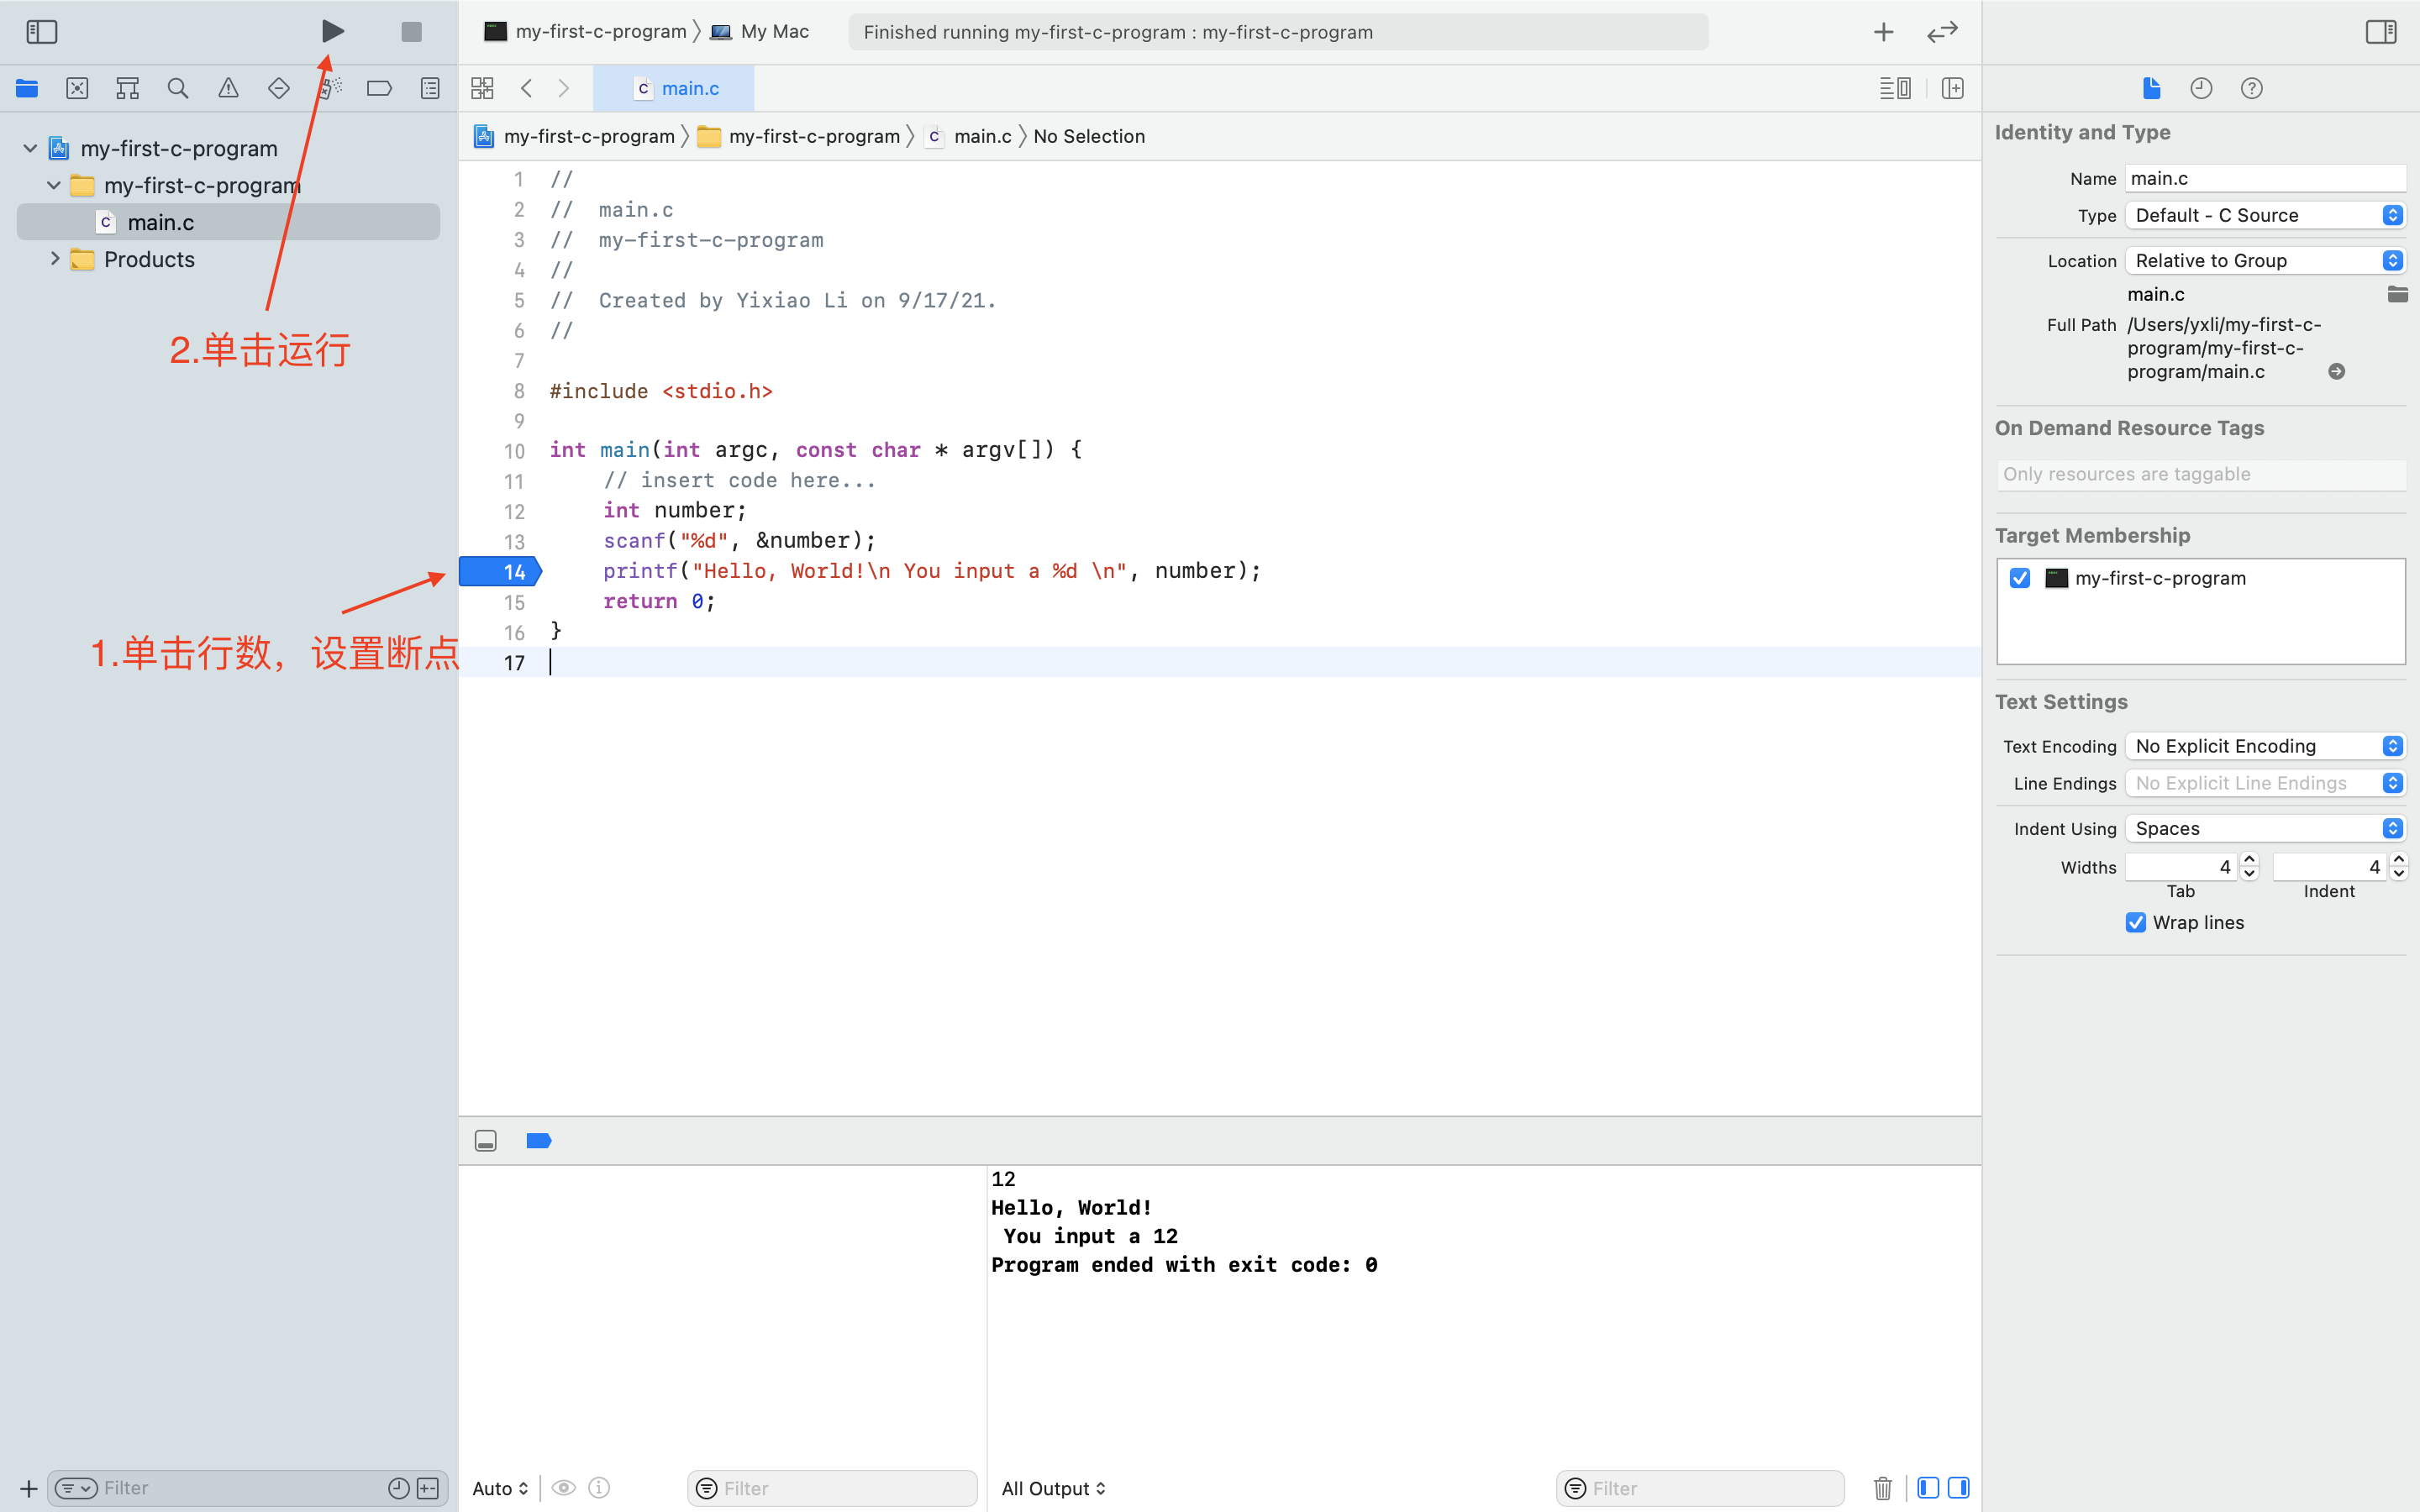 my-first-c-program 〉 My Mac
Finished running my-first-c-program : my-first-c-program
main.c
my-first-c-program 〉 my-first-c-program 〉 main.c 〉 No Selection
my-first-c-program
my-first-c-program
main.c
Products
2.单击运行
1.单击行数，设置断点
1 //
2 //  main.c
3 //  my-first-c-program
4 //
5 //  Created by Yixiao Li on 9/17/21.
6 //
7
8 #include <stdio.h>
9
10 int main(int argc, const char * argv[]) {
11     // insert code here...
12     int number;
13     scanf("%d", &number);
14     printf("Hello, World!\n You input a %d \n", number);
15     return 0;
16 }
17
12
Hello, World!
 You input a 12
Program ended with exit code: 0
Filter
Auto
Filter
All Output
Filter
Identity and Type
Name main.c
Type Default - C Source
Location Relative to Group
main.c
Full Path /Users/yxli/my-first-c-
program/my-first-c-
program/main.c
On Demand Resource Tags
Only resources are taggable
Target Membership
my-first-c-program
Text Settings
Text Encoding No Explicit Encoding
Line Endings No Explicit Line Endings
Indent Using Spaces
Widths 4 4
Tab Indent
Wrap lines